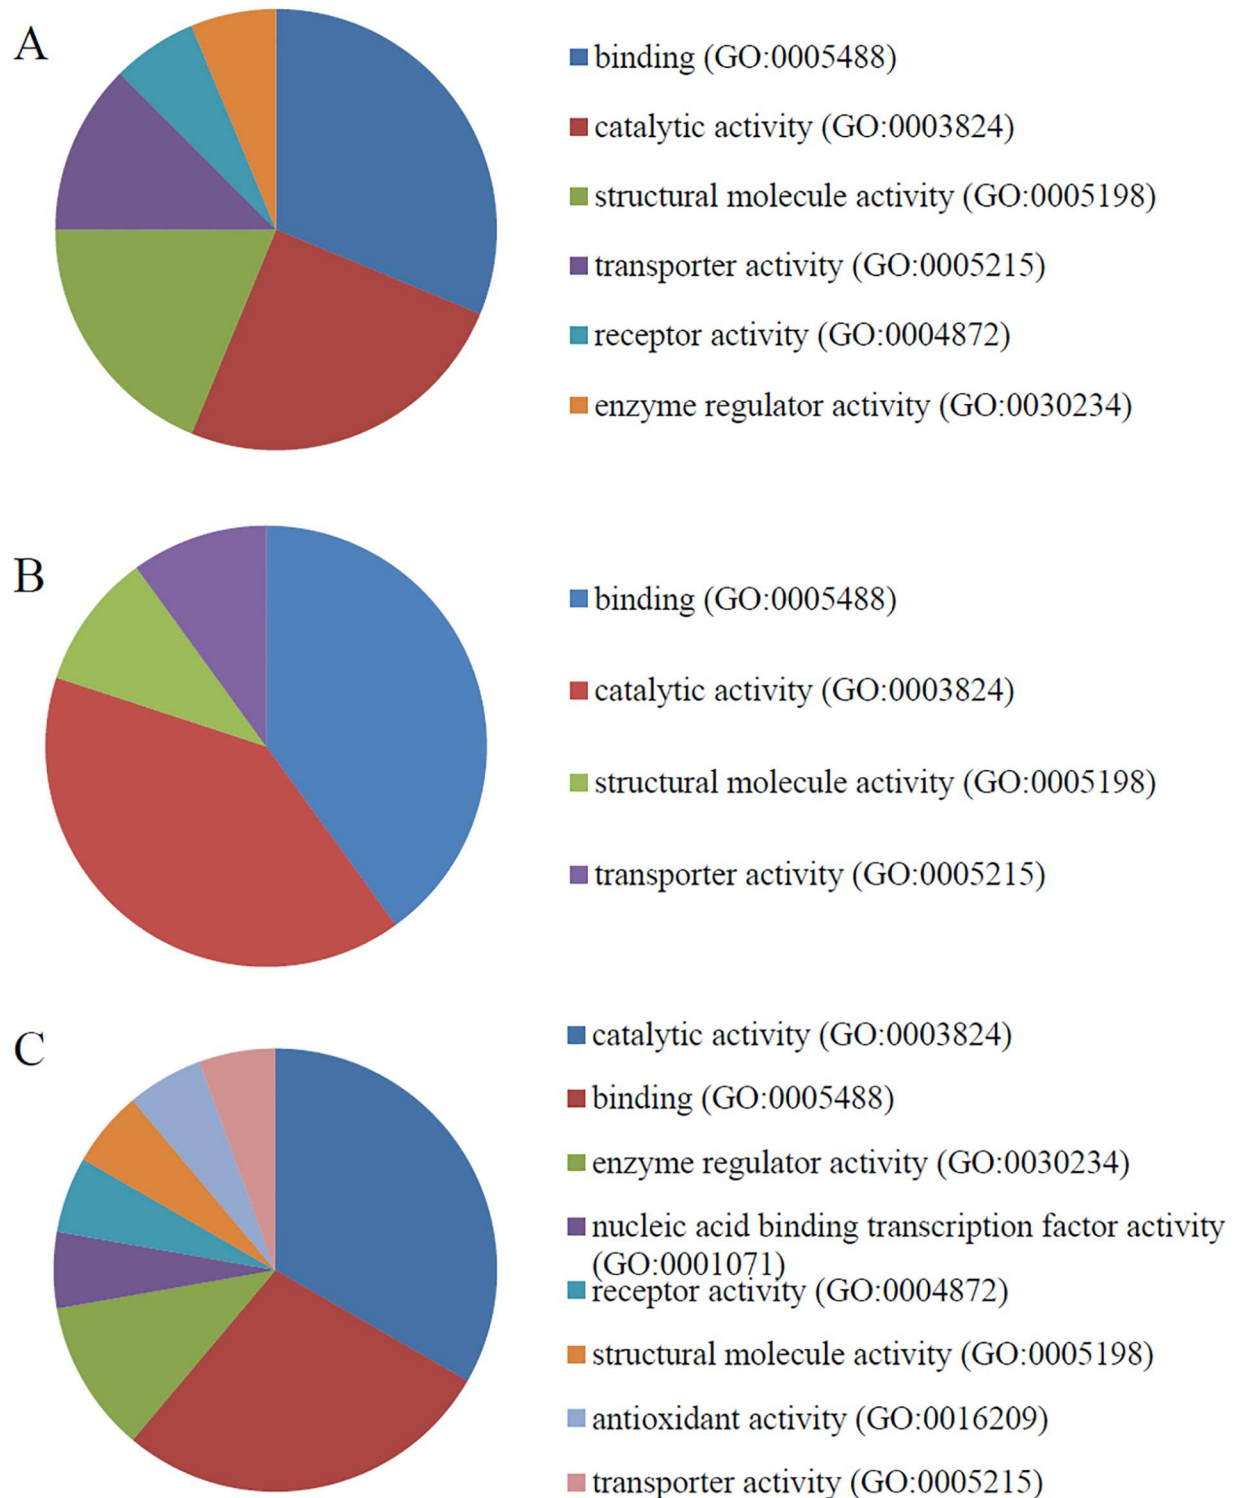 A
binding (GO:0005488)
catalytic activity (GO:0003824)
structural molecule activity (GO:0005198)
transporter activity (GO:0005215)
receptor activity (GO:0004872)
enzyme regulator activity (GO:0030234)
B
binding (GO:0005488)
catalytic activity (GO:0003824)
structural molecule activity (GO:0005198)
transporter activity (GO:0005215)
C
catalytic activity (GO:0003824)
binding (GO:0005488)
enzyme regulator activity (GO:0030234)
nucleic acid binding transcription factor activity
(GO:0001071)
receptor activity (GO:0004872)
structural molecule activity (GO:0005198)
antioxidant activity (GO:0016209)
transporter activity (GO:0005215)